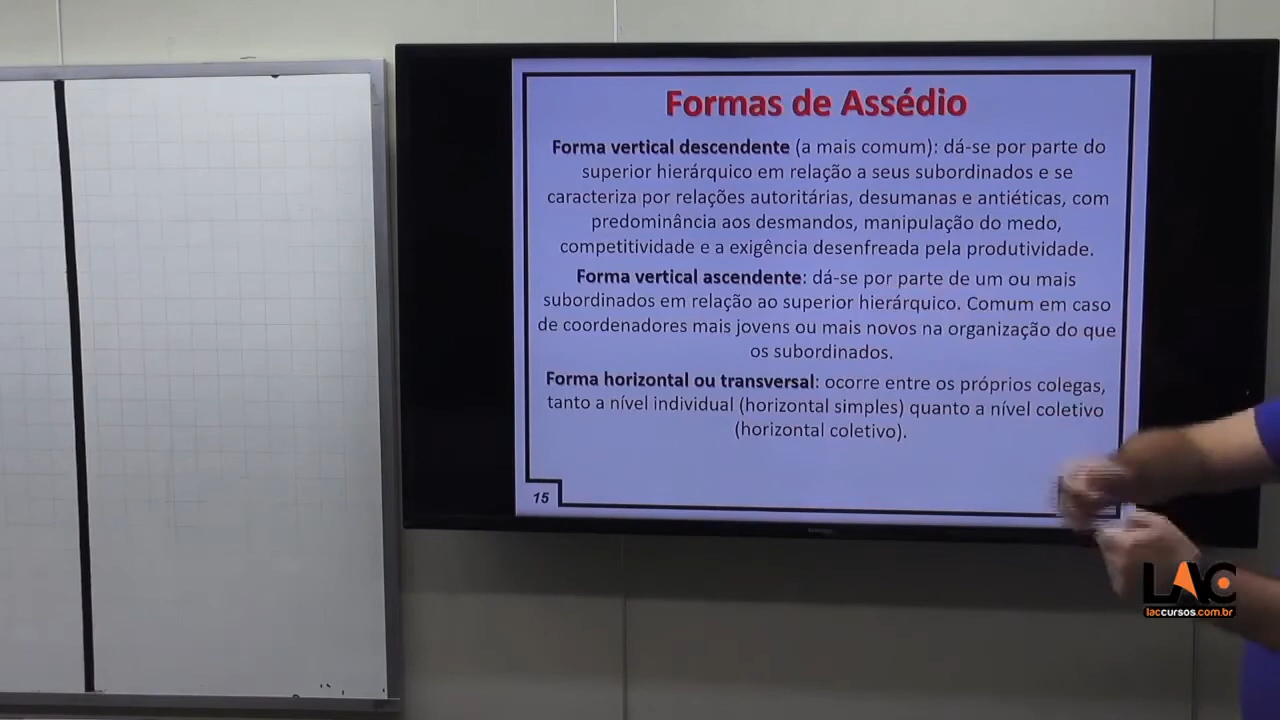 Formas de Assédio
Forma vertical descendente (a mais comum): dá-se por parte do
superior hierárquico em relação a seus subordinados e se
caracteriza por relações autoritárias, desumanas e antiéticas, com
predominância aos desmandos, manipulação do medo,
competitividade e a exigência desenfreada pela produtividade.
Forma vertical ascendente: dá-se por parte de um ou mais
subordinados em relação ao superior hierárquico. Comum em caso
de coordenadores mais jovens ou mais novos na organização do que
os subordinados.
Forma horizontal ou transversal: ocorre entre os próprios colegas,
tanto a nível individual (horizontal simples) quanto a nível coletivo
(horizontal coletivo).
15
LAC
laccursos.com.br